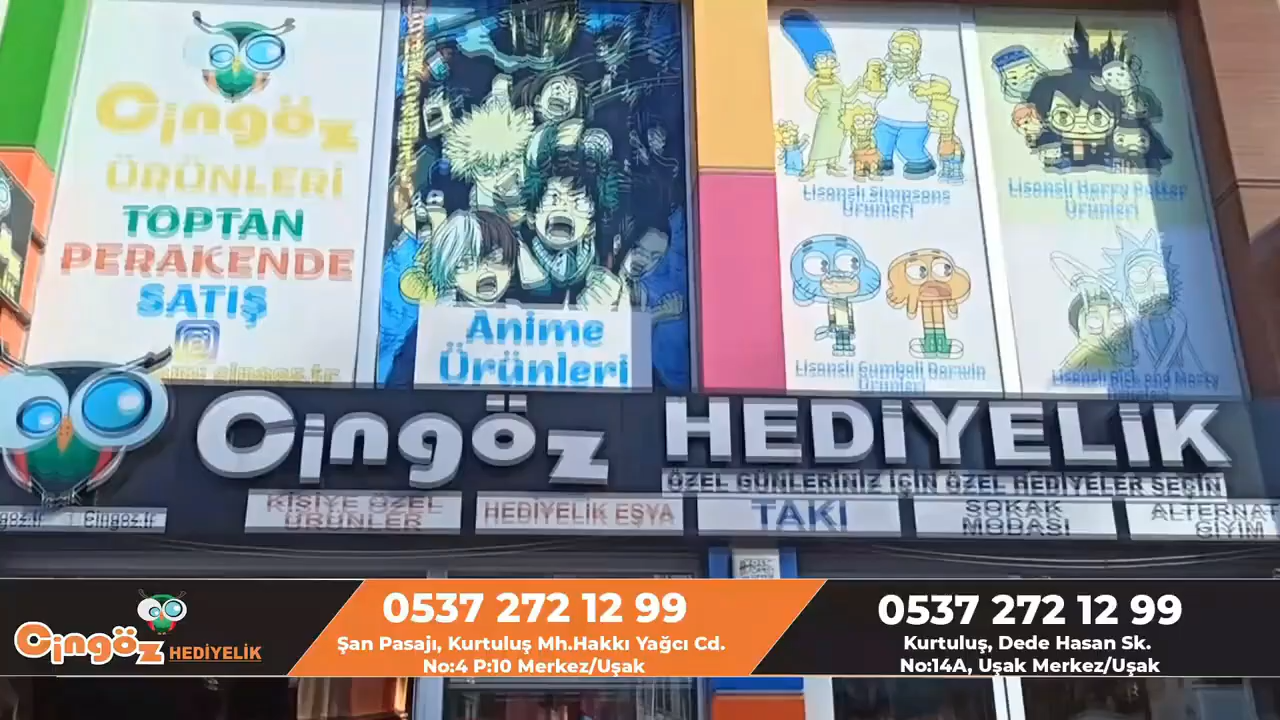 Cingöz
ÜRÜNLERİ
TOPTAN
PERAKENDE
SATIŞ
Anime
Ürünleri
Lisanslı Simpsons
Ürünleri
Lisanslı Harry Potter
Ürünleri
Lisanslı Gumball Darwin
Ürünleri
Lisanslı Rick and Morty
Cingöz HEDİYELİK
ÖZEL GÜNLERİNİZ İÇİN ÖZEL HEDİYELER SEÇİN
Cingoz.tr
KİŞİYE ÖZEL
ÜRÜNLER
HEDİYELİK EŞYA
TAKI
SOKAK
MODASI
ALTERNAT
GİYİM
Cingöz HEDİYELİK
0537 272 12 99
Şan Pasajı, Kurtuluş Mh.Hakkı Yağcı Cd.
No:4 P:10 Merkez/Uşak
0537 272 12 99
Kurtuluş, Dede Hasan Sk.
No:14A, Uşak Merkez/Uşak